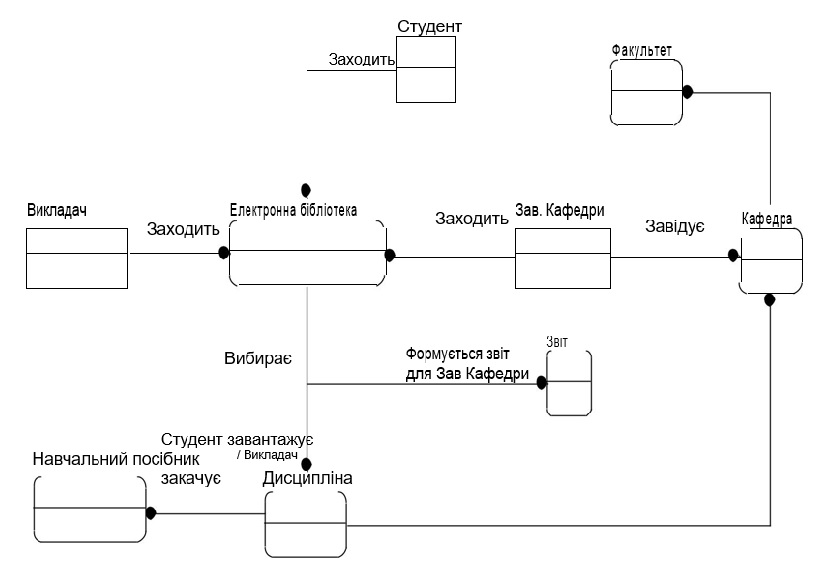 Студент
Заходить
Факультет
Викладач
Заходить
Електронна бібліотека
Заходить
Зав. Кафедри
Завідує
Кафедра
Вибирає
Формується звіт
для Зав Кафедри
Звіт
Студент завантажує
/ Викладач
Навчальний посібник
закачує
Дисципліна